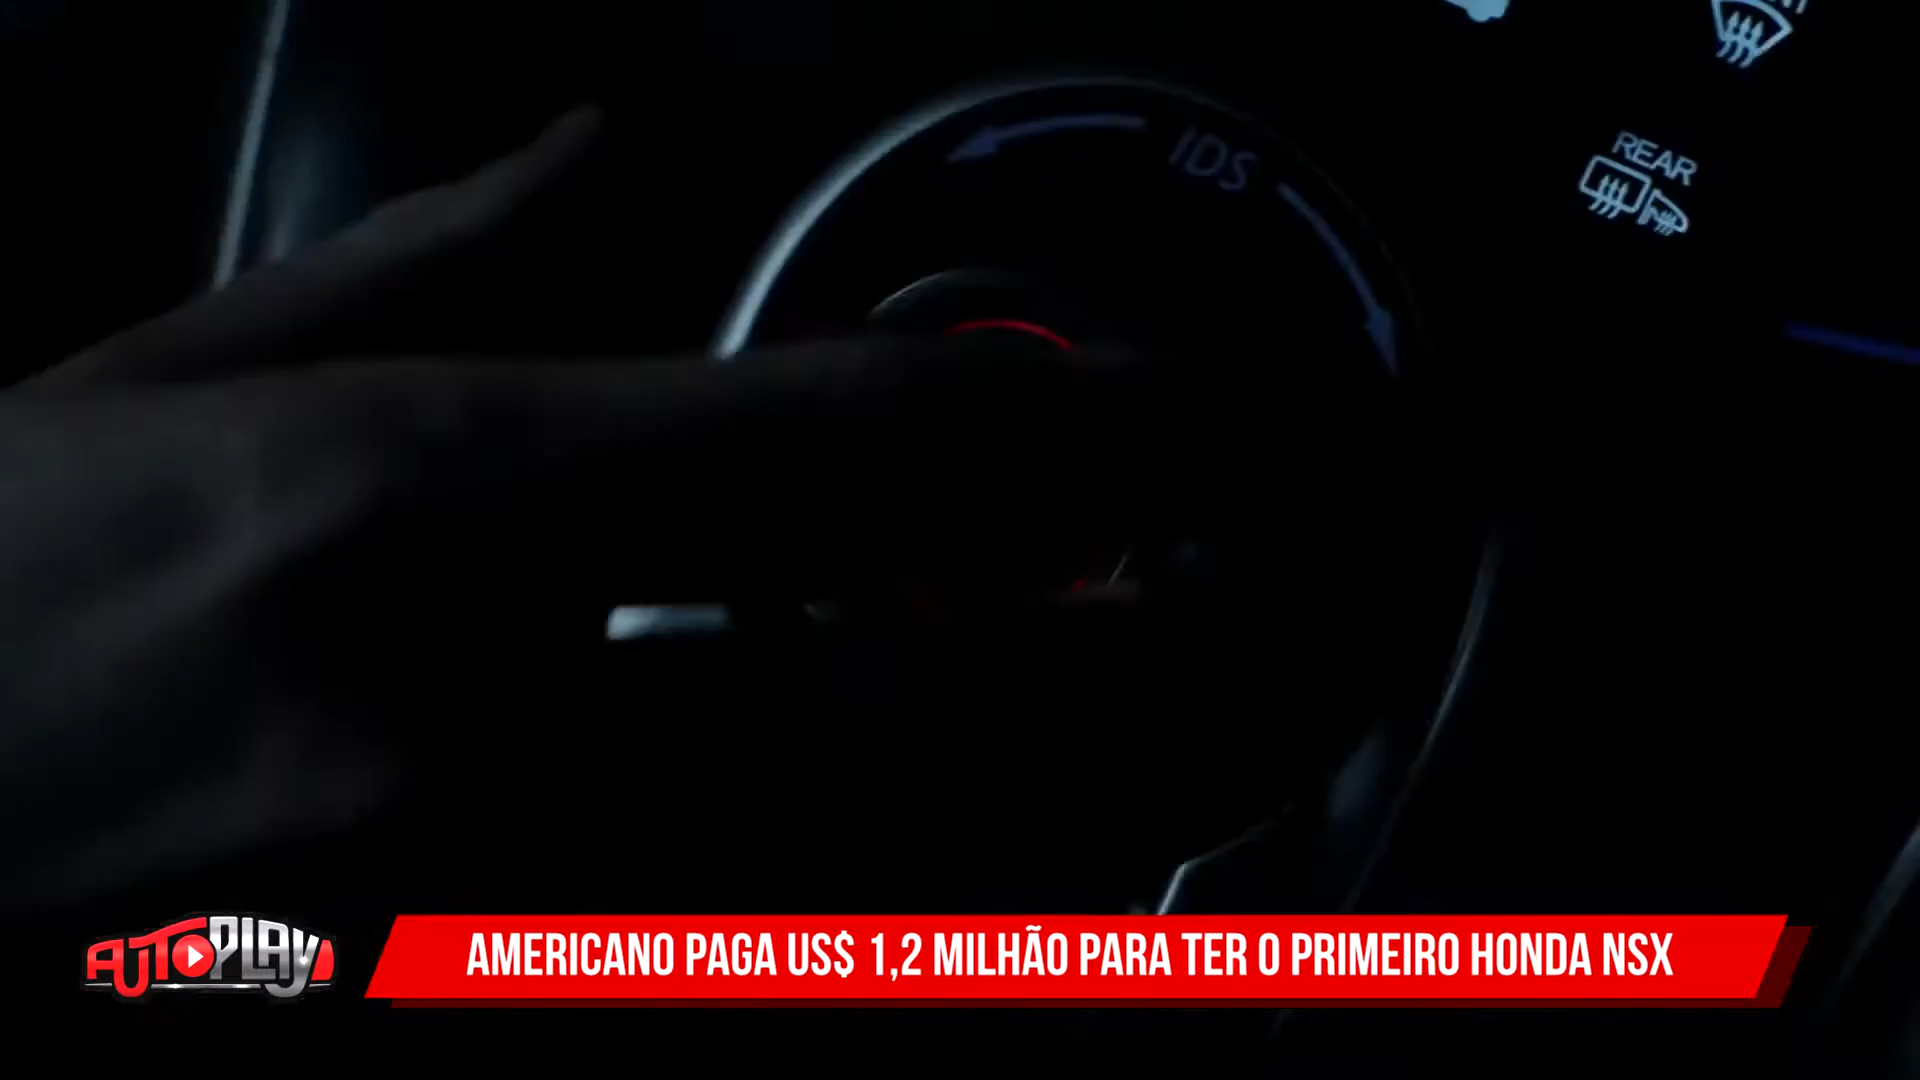 IDS
REAR
AUTOPLAY
AMERICANO PAGA US$ 1,2 MILHÃO PARA TER O PRIMEIRO HONDA NSX